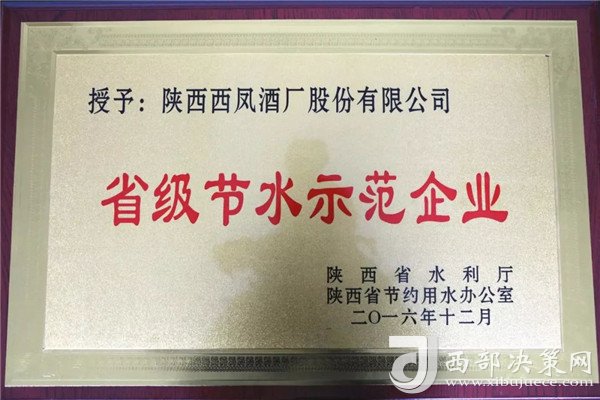 授予：陕西西凤酒厂股份有限公司
省级节水示范企业
陕西省水利厅
陕西省节约用水办公室
二〇一六年十二月
西部决策网
www.xibujuece.com